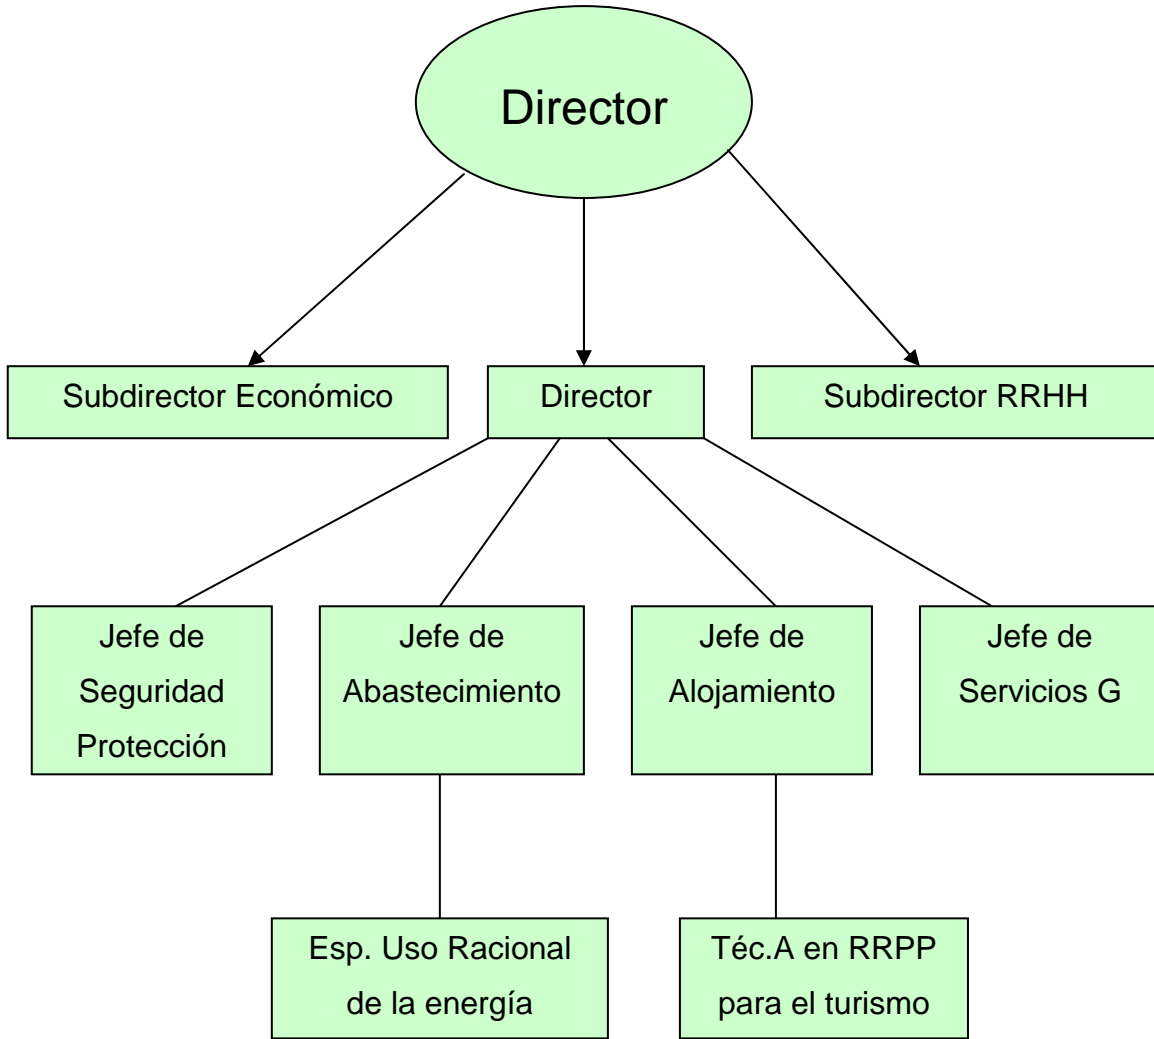 Director
Subdirector Económico
Director
Subdirector RRHH
Jefe de
Seguridad
Protección
Jefe de
Abastecimiento
Jefe de
Alojamiento
Jefe de
Servicios G
Esp. Uso Racional
de la energía
Téc.A en RRPP
para el turismo